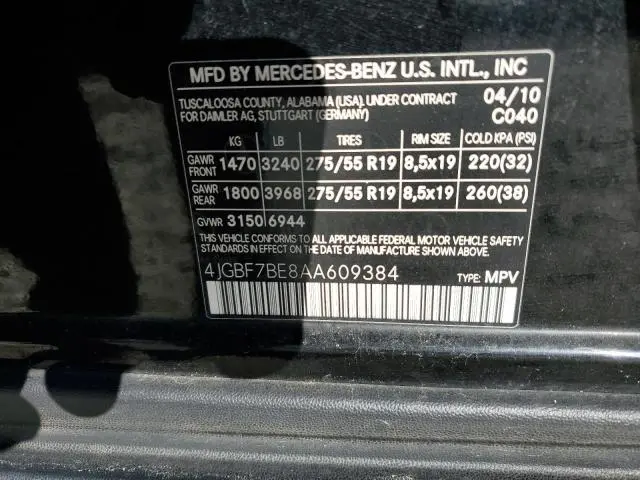 MFD BY MERCEDES-BENZ U.S. INTL., INC
TUSCALOOSA COUNTY, ALABAMA (USA). UNDER CONTRACT 04/10
FOR DAIMLER AG, STUTTGART (GERMANY) C040
KG LB TIRES RIM SIZE COLD KPA (PSI)
GAWR FRONT 1470 3240 275/55 R19 8,5x19 220(32)
GAWR REAR 1800 3968 275/55 R19 8,5x19 260(38)
GVWR 3150 6944
THIS VEHICLE CONFORMS TO ALL APPLICABLE FEDERAL MOTOR VEHICLE SAFETY
STANDARDS IN EFFECT ON THE DATE OF MANUFACTURE SHOWN ABOVE.
4JGBF7BE8AA609384 TYPE: MPV